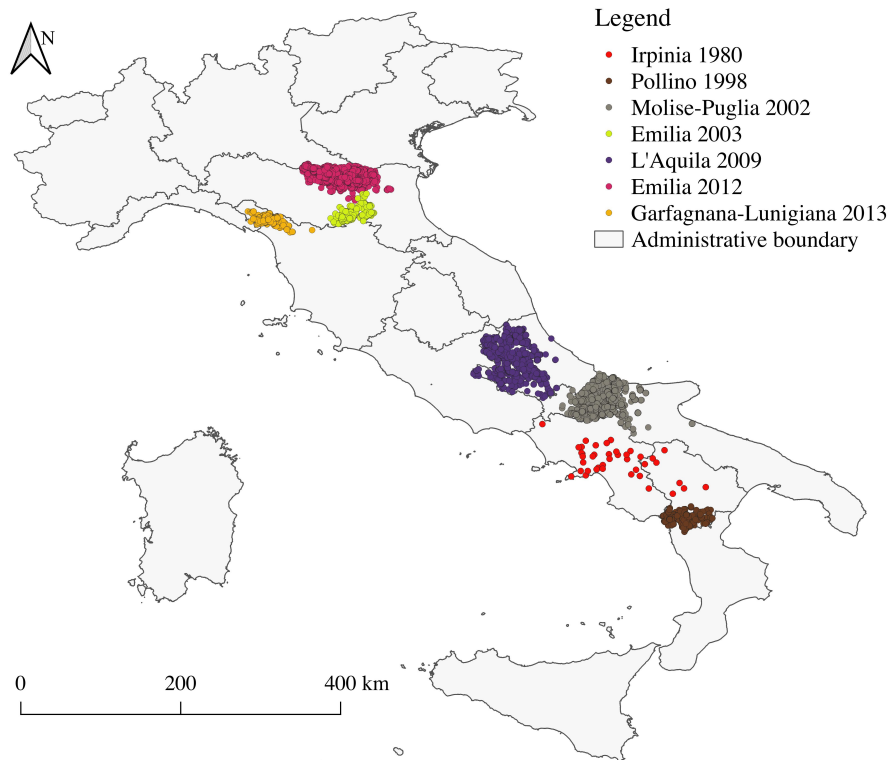 N
Legend
Irpinia 1980
Pollino 1998
Molise-Puglia 2002
Emilia 2003
L'Aquila 2009
Emilia 2012
Garfagnana-Lunigiana 2013
Administrative boundary
0 200 400 km